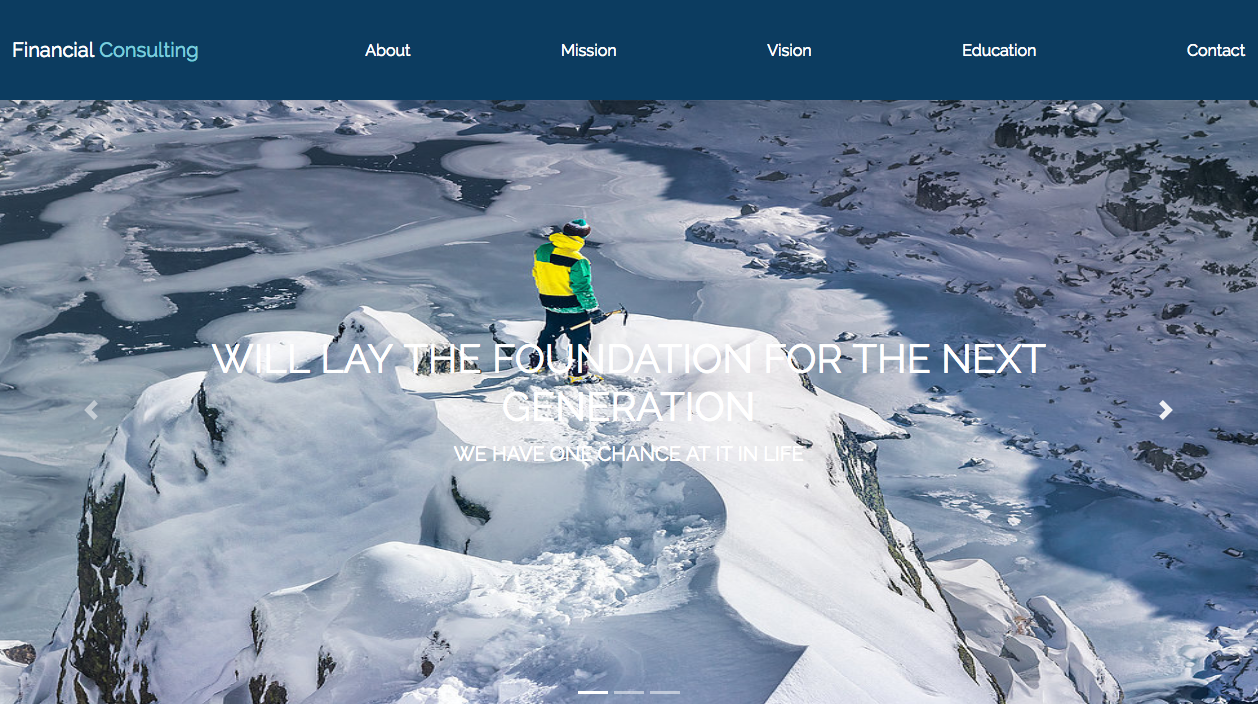 Financial Consulting
About
Mission
Vision
Education
Contact
WILL LAY THE FOUNDATION FOR THE NEXT
GENERATION
WE HAVE ONE CHANCE AT IT IN LIFE